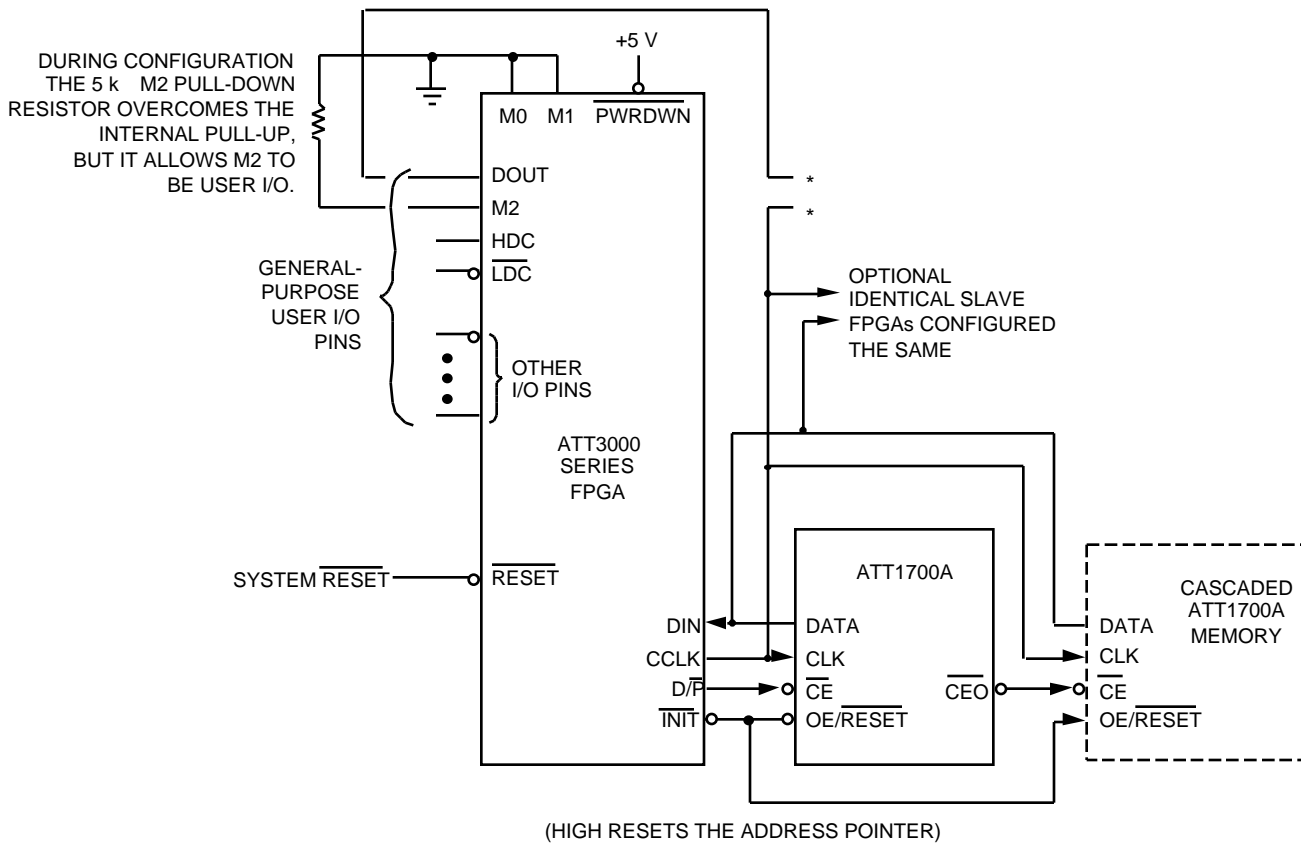 +5 V
DURING CONFIGURATION
THE 5 k M2 PULL-DOWN
RESISTOR OVERCOMES THE
INTERNAL PULL-UP,
BUT IT ALLOWS M2 TO
BE USER I/O.
M0 M1 PWRDWN
DOUT
M2
HDC
LDC
*
*
GENERAL-
PURPOSE
USER I/O
PINS
OTHER
I/O PINS
OPTIONAL
IDENTICAL SLAVE
FPGAs CONFIGURED
THE SAME
ATT3000
SERIES
FPGA
SYSTEM RESET
RESET
DIN
CCLK
D/P
INIT
ATT1700A
DATA
CLK
CE
OE/RESET
CEO
CASCADED
ATT1700A
MEMORY
DATA
CLK
CE
OE/RESET
(HIGH RESETS THE ADDRESS POINTER)